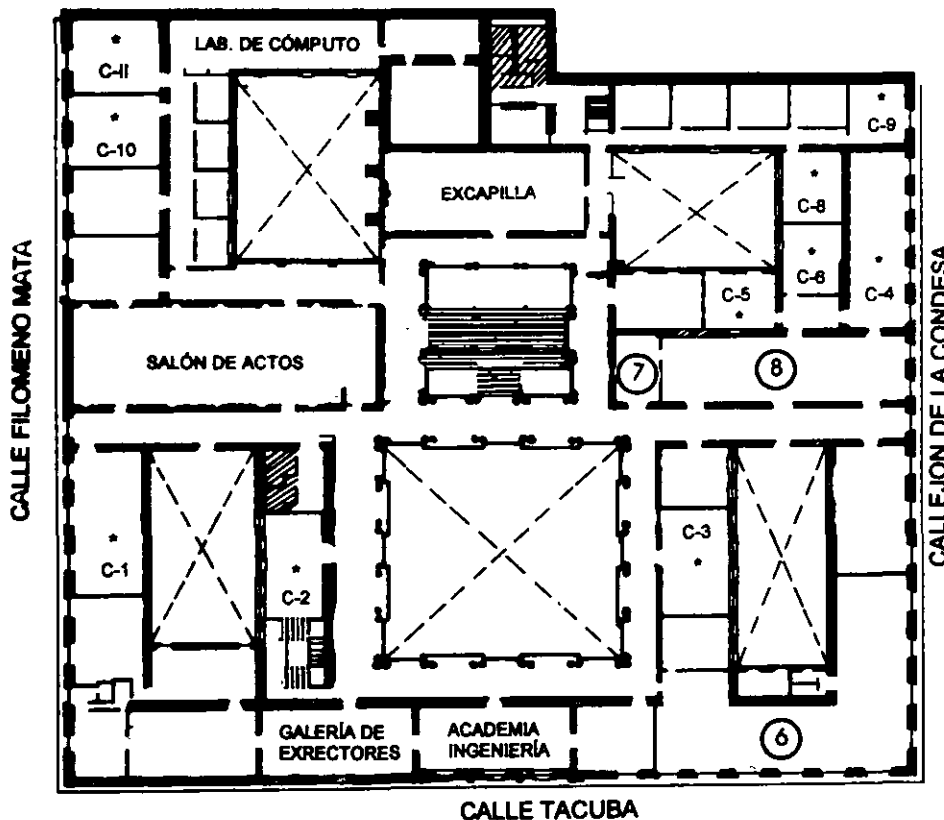 LAB. DE CÓMPUTO
C-II
C-10
C-9
EXCAPILLA
C-8
C-6
C-5
C-4
SALÓN DE ACTOS
7
8
CALLE FILOMENO MATA
CALLEJÓN DE LA CONDESA
C-1
C-2
C-3
GALERÍA DE
EXRECTORES
ACADEMIA
INGENIERÍA
6
CALLE TACUBA